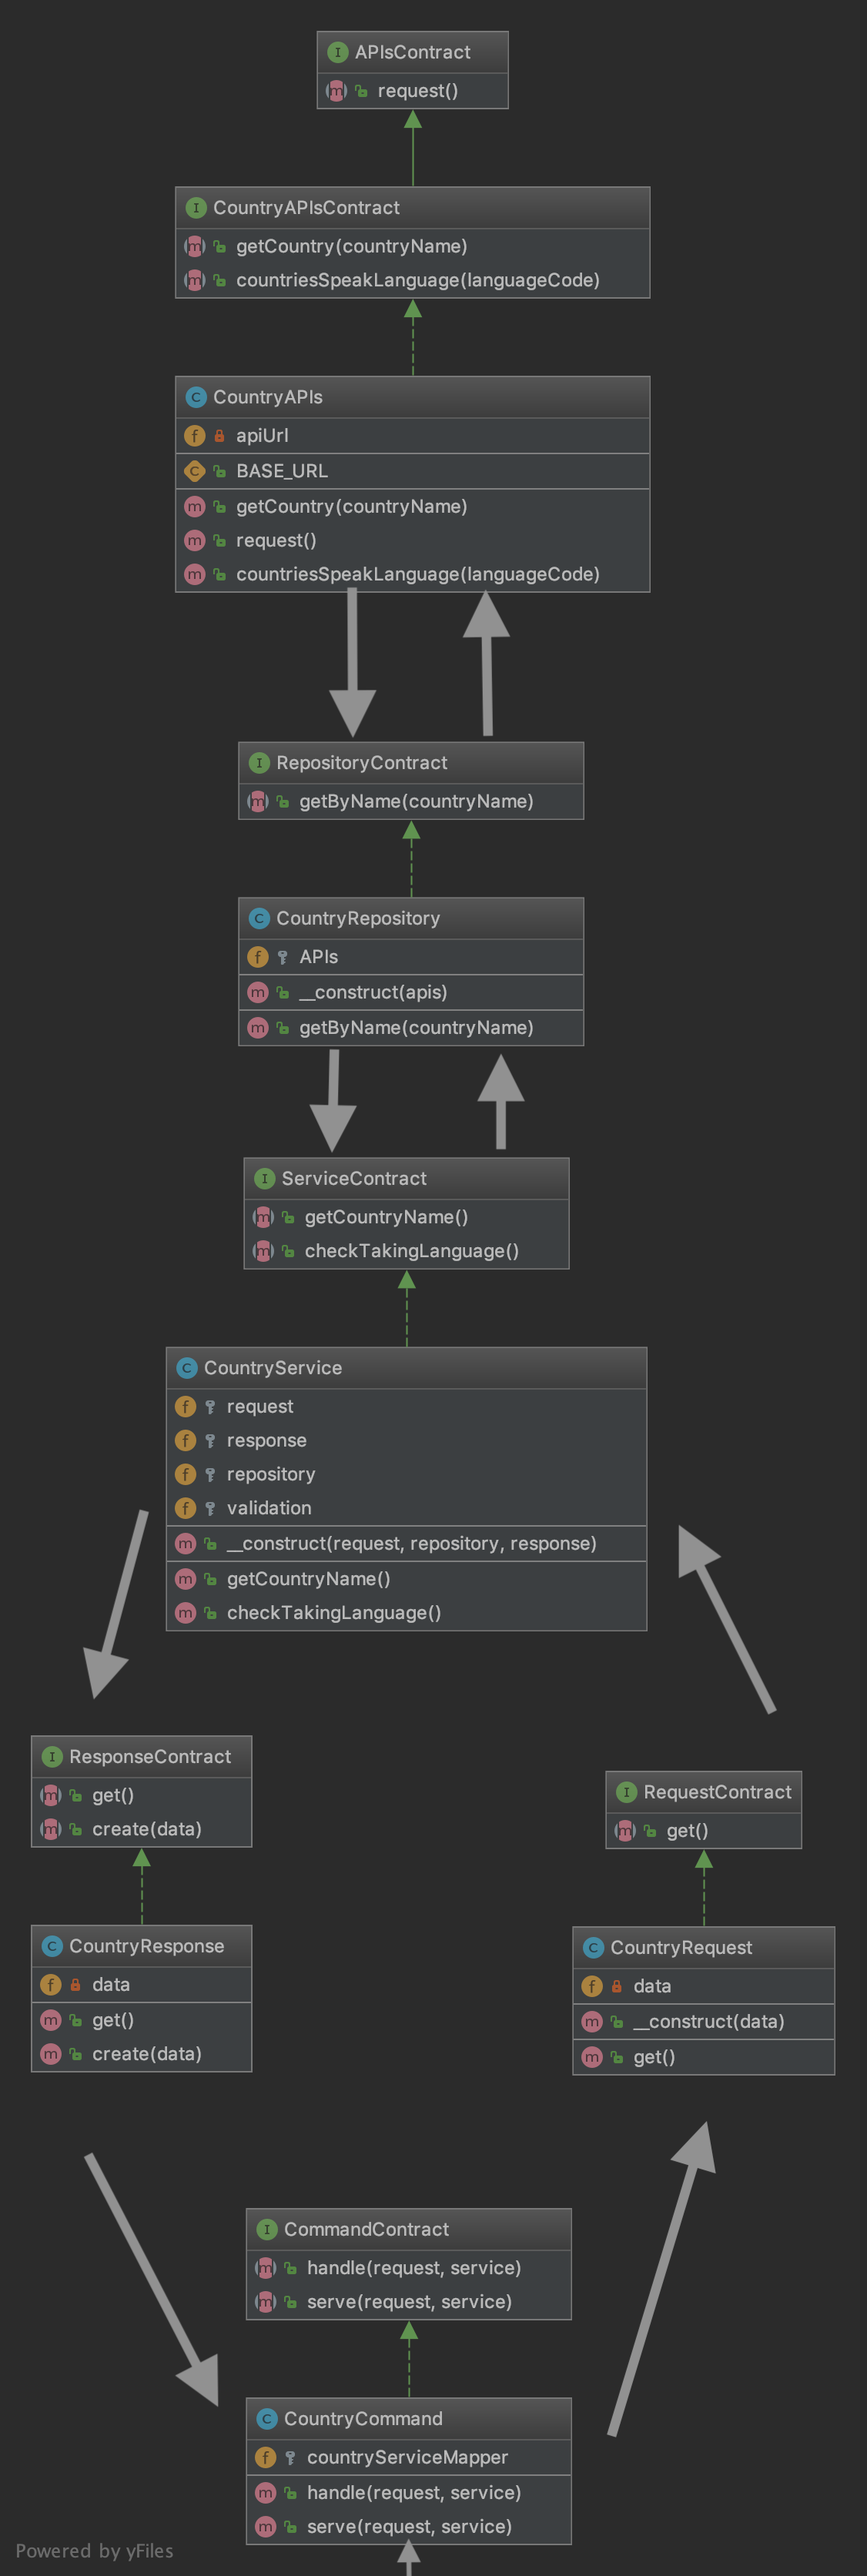 APIsContract
request()
CountryAPIsContract
getCountry(countryName)
countriesSpeakLanguage(languageCode)
CountryAPIs
apiUrl
BASE_URL
getCountry(countryName)
request()
countriesSpeakLanguage(languageCode)
RepositoryContract
getByName(countryName)
CountryRepository
APIs
__construct(apis)
getByName(countryName)
ServiceContract
getCountryName()
checkTakingLanguage()
CountryService
request
response
repository
validation
__construct(request, repository, response)
getCountryName()
checkTakingLanguage()
ResponseContract
get()
create(data)
RequestContract
get()
CountryResponse
data
get()
create(data)
CountryRequest
data
__construct(data)
get()
CommandContract
handle(request, service)
serve(request, service)
CountryCommand
countryServiceMapper
handle(request, service)
serve(request, service)
Powered by yFiles